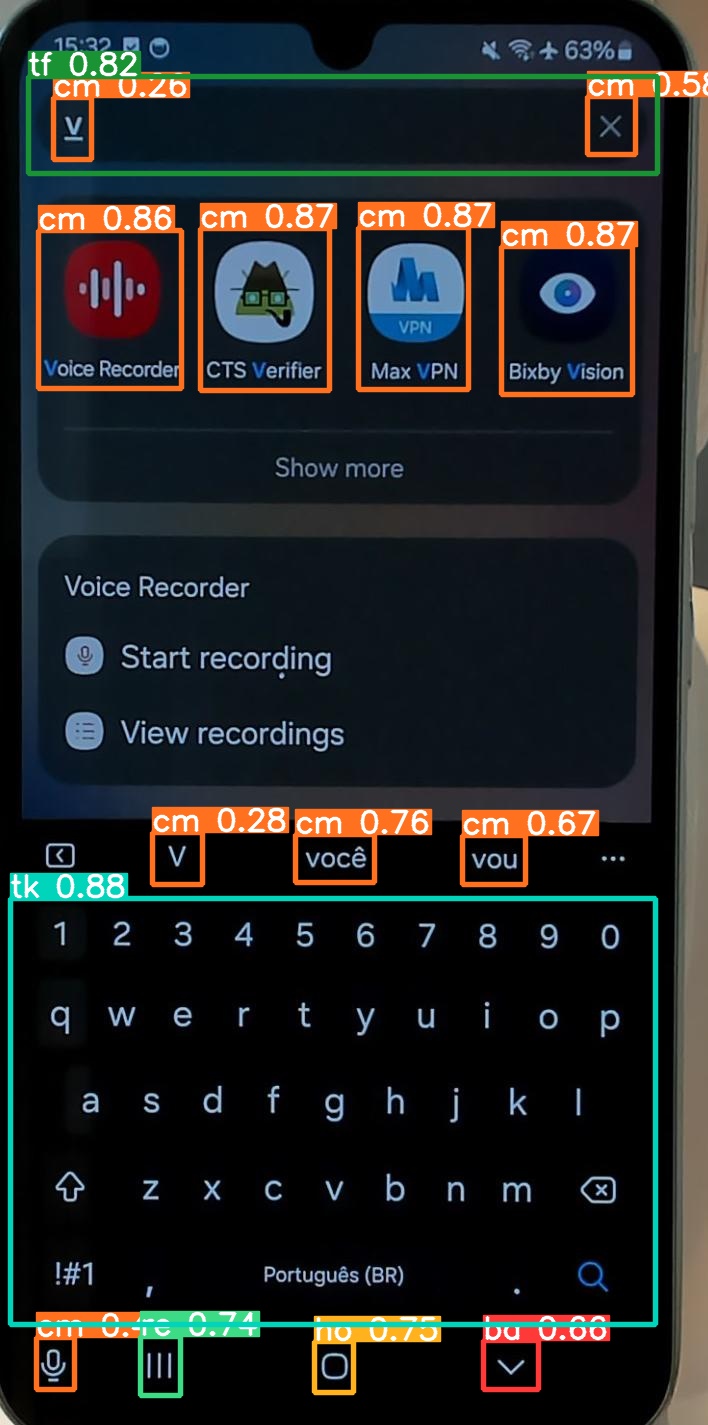 15:32 63%
tf 0.82
cm 0.26 cm 0.58
v
cm 0.86 cm 0.87 cm 0.87 cm 0.87
VPN
Voice Recorder CTS Verifier Max VPN Bixby Vision
Show more
Voice Recorder
Start recording
View recordings
cm 0.28 cm 0.76 cm 0.67
V você vou ...
tk 0.88
1 2 3 4 5 6 7 8 9 0
q w e r t y u i o p
a s d f g h j k l
z x c v b n m
!#1 , Português (BR) .
cm 0. re 0.74 ho 0.75 ba 0.66